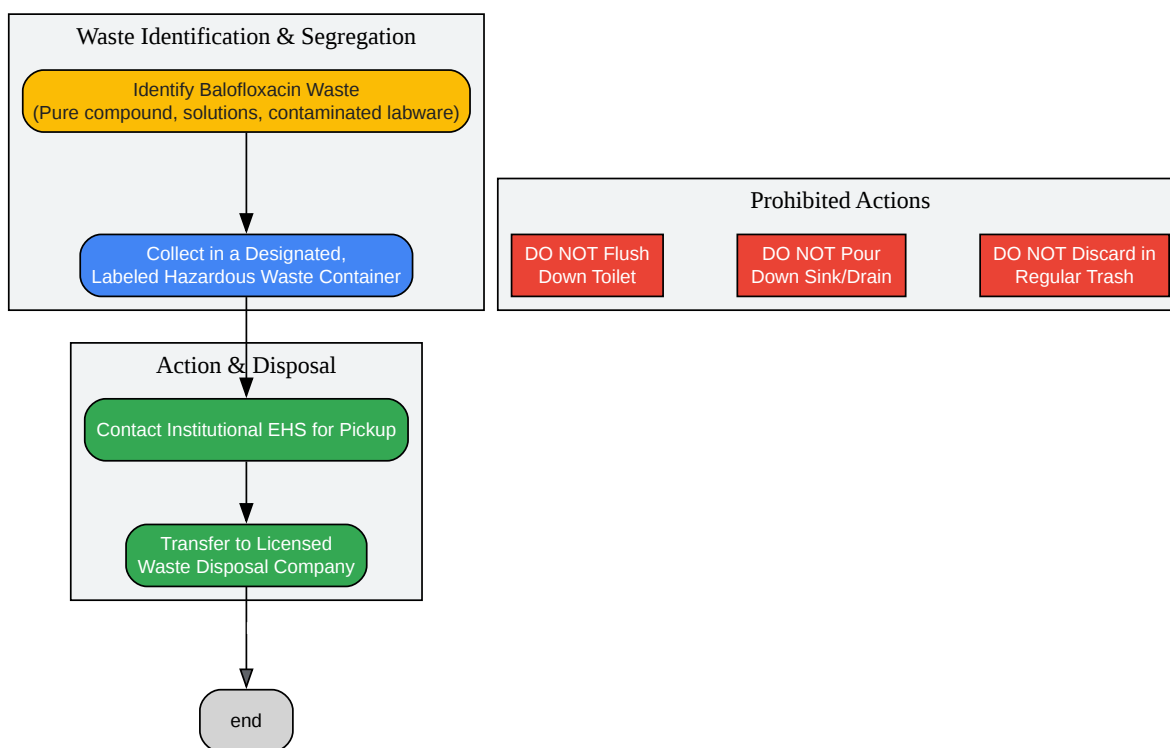 Waste Identification & Segregation
Identify Balofloxacin Waste
(Pure compound, solutions, contaminated labware)
Collect in a Designated,
Labeled Hazardous Waste Container
Prohibited Actions
DO NOT Flush
Down Toilet
DO NOT Pour
Down Sink/Drain
DO NOT Discard in
Regular Trash
Action & Disposal
Contact Institutional EHS for Pickup
Transfer to Licensed
Waste Disposal Company
end